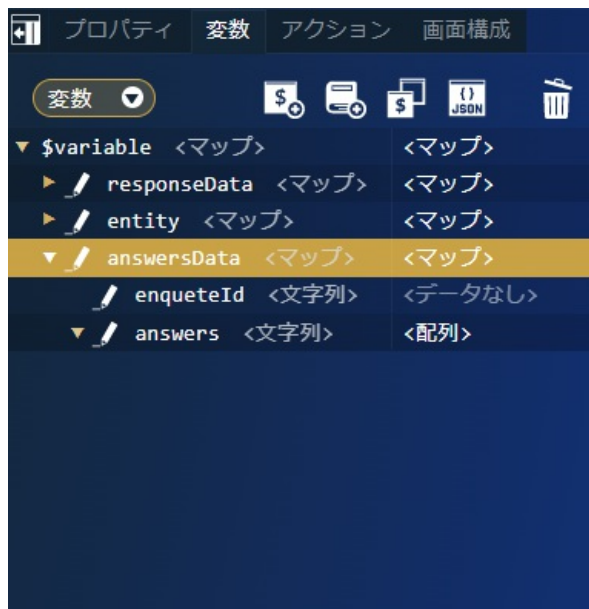 プロパティ 変数 アクション 画面構成
変数 $ $ {} JSON
$variable <マップ> <マップ>
responseData <マップ> <マップ>
entity <マップ> <マップ>
answersData <マップ> <マップ>
enqueteId <文字列> <データなし>
answers <文字列> <配列>